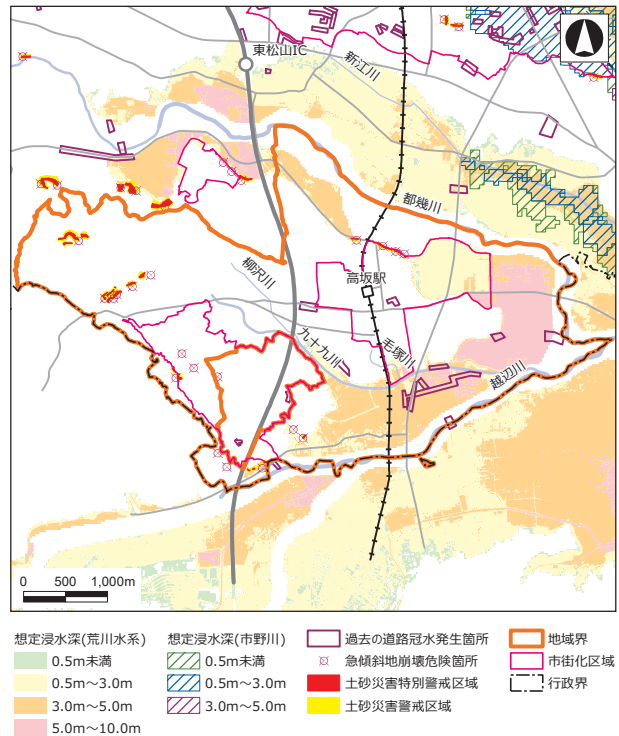 東松山IC
新江川
都幾川
柳沢川
高坂駅
九十九川
毛塚川
越辺川
0 500 1,000m
想定浸水深(荒川水系)
0.5m未満
0.5m～3.0m
3.0m～5.0m
5.0m～10.0m
想定浸水深(市野川)
0.5m未満
0.5m～3.0m
3.0m～5.0m
過去の道路冠水発生箇所
急傾斜地崩壊危険箇所
土砂災害特別警戒区域
土砂災害警戒区域
地域界
市街化区域
行政界